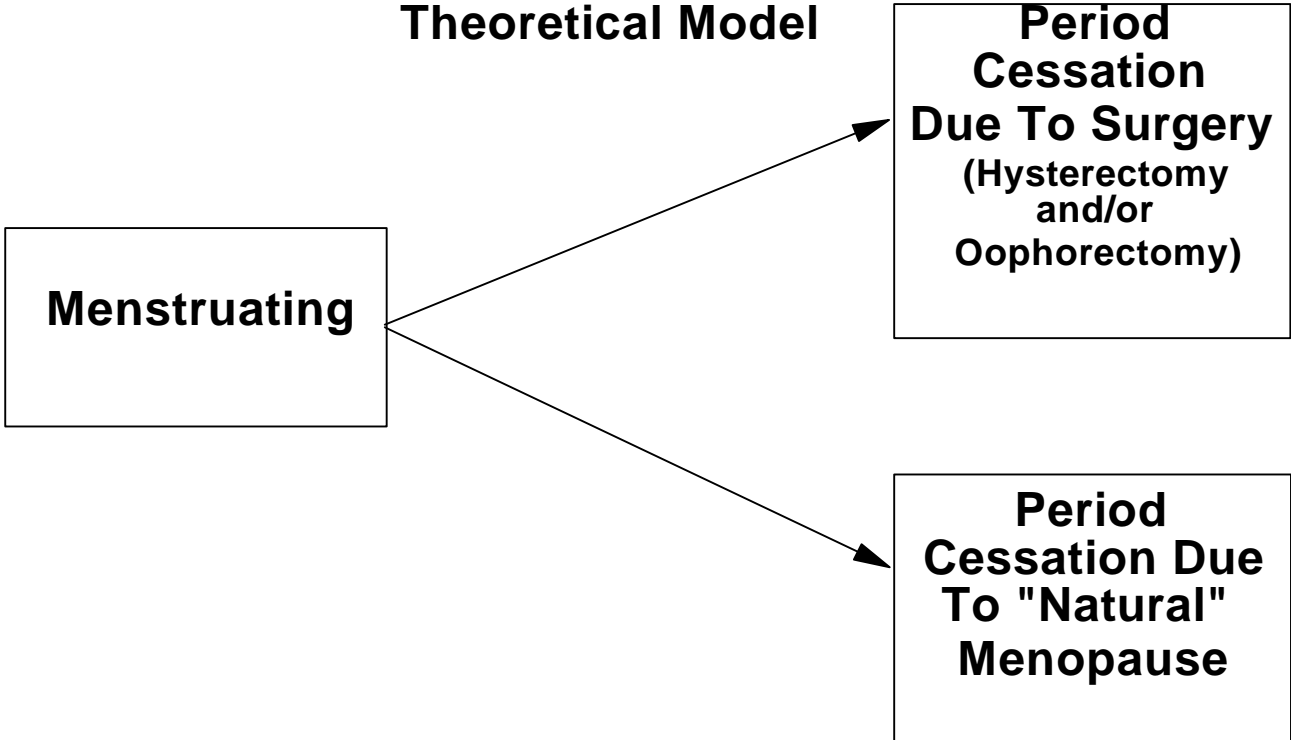 Theoretical Model
Menstruating
Period
Cessation
Due To Surgery
(Hysterectomy
and/or
Oophorectomy)
Period
Cessation Due
To "Natural"
Menopause